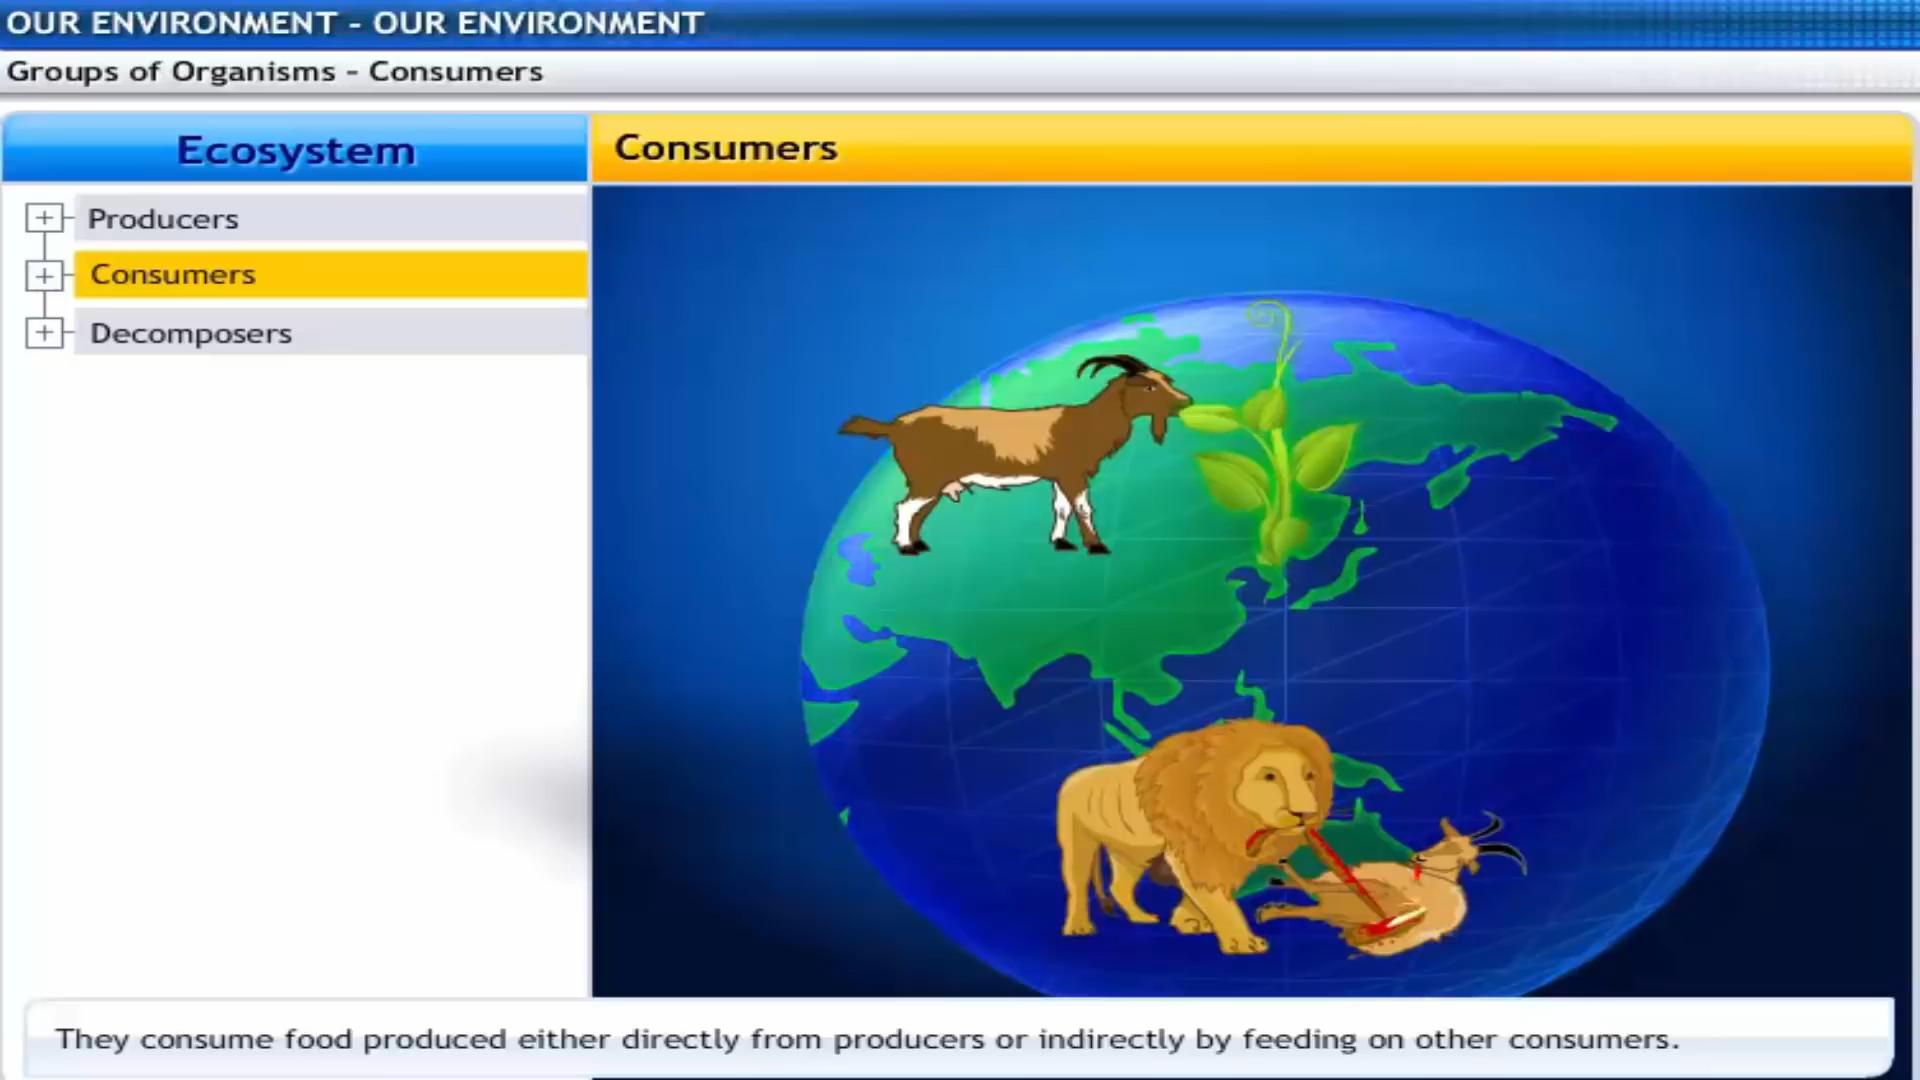 OUR ENVIRONMENT - OUR ENVIRONMENT
Groups of Organisms - Consumers
Ecosystem
Consumers
Producers
Consumers
Decomposers
They consume food produced either directly from producers or indirectly by feeding on other consumers.